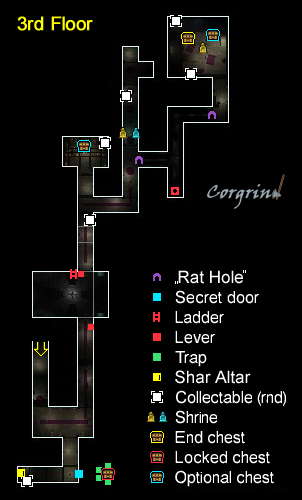 3rd Floor
Corgrind
„Rat Hole"
Secret door
Ladder
Lever
Trap
Shar Altar
Collectable (rnd)
Shrine
End chest
Locked chest
Optional chest